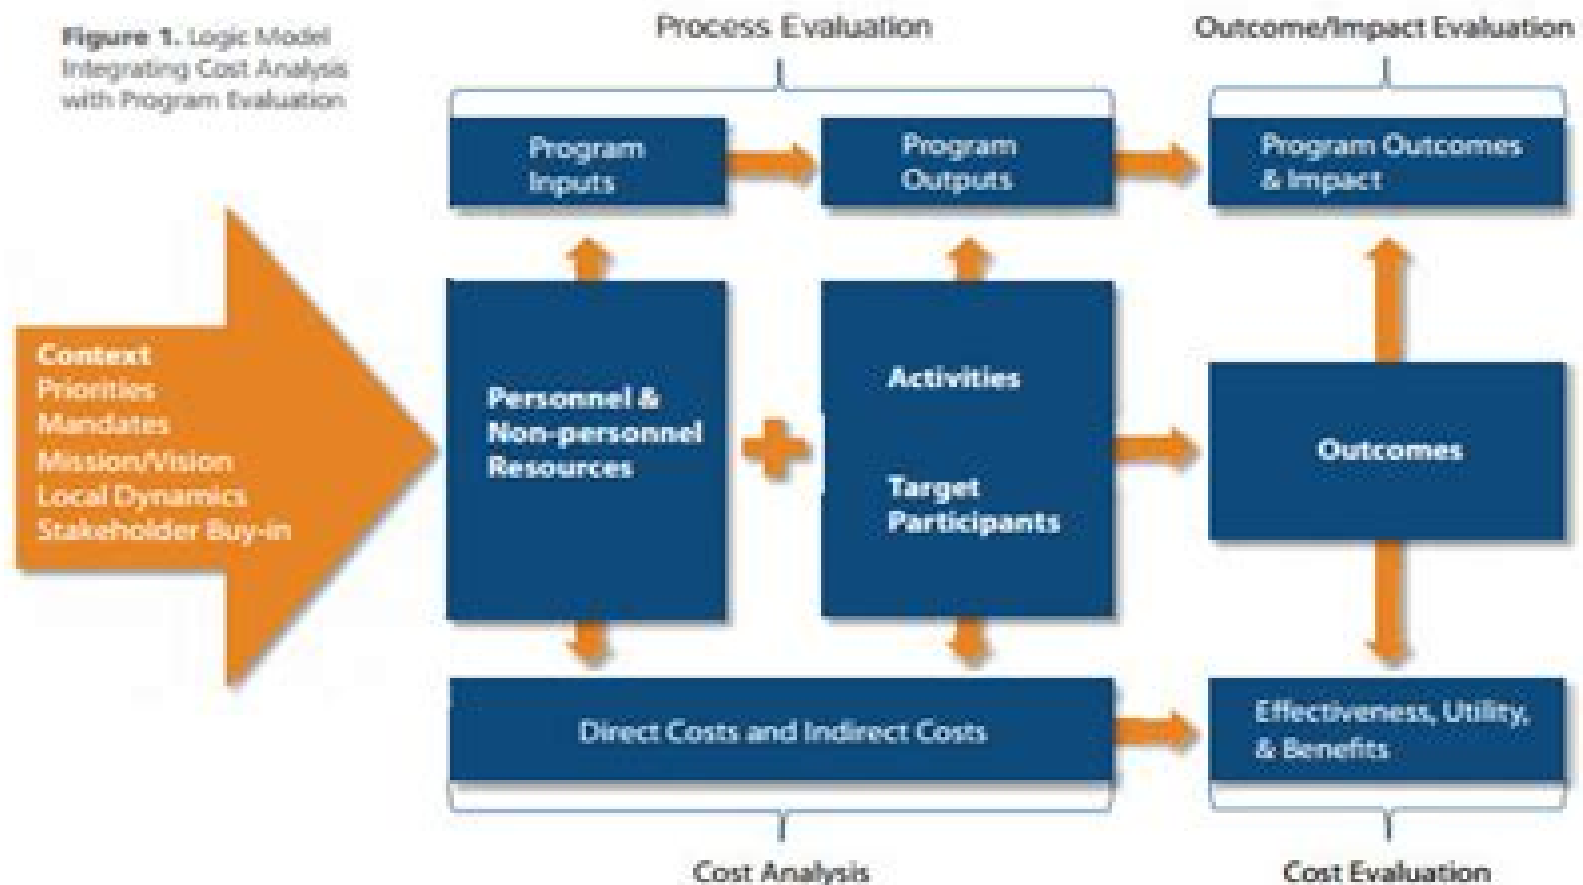 Figure 1. Logic Model
Integrating Cost Analysis
with Program Evaluation
Process Evaluation
Outcome/Impact Evaluation
Program
Inputs
Program
Outputs
Program Outcomes
& Impact
Context
Priorities
Mandates
Mission/Vision
Local Dynamics
Stakeholder Buy-in
Personnel &
Non-personnel
Resources
Activities
Target
Participants
Outcomes
Direct Costs and Indirect Costs
Effectiveness, Utility,
& Benefits
Cost Analysis
Cost Evaluation